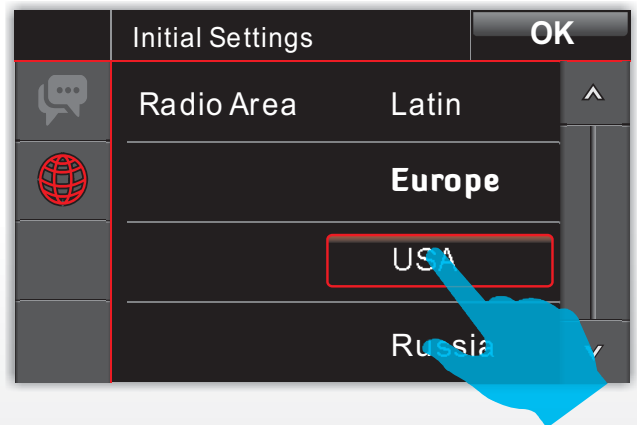 Initial Settings OK
Radio Area Latin
Europe
USA
Russia